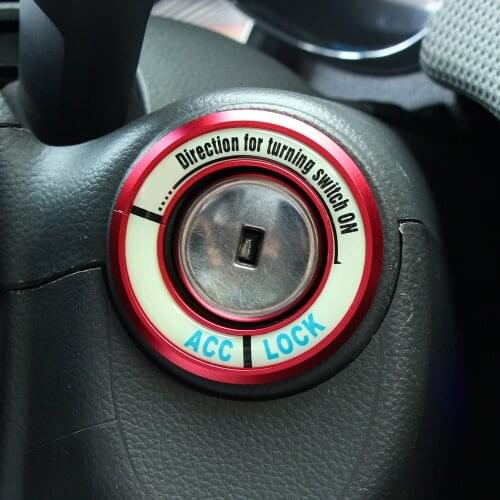 Direction for turning switch ON
ACC LOCK